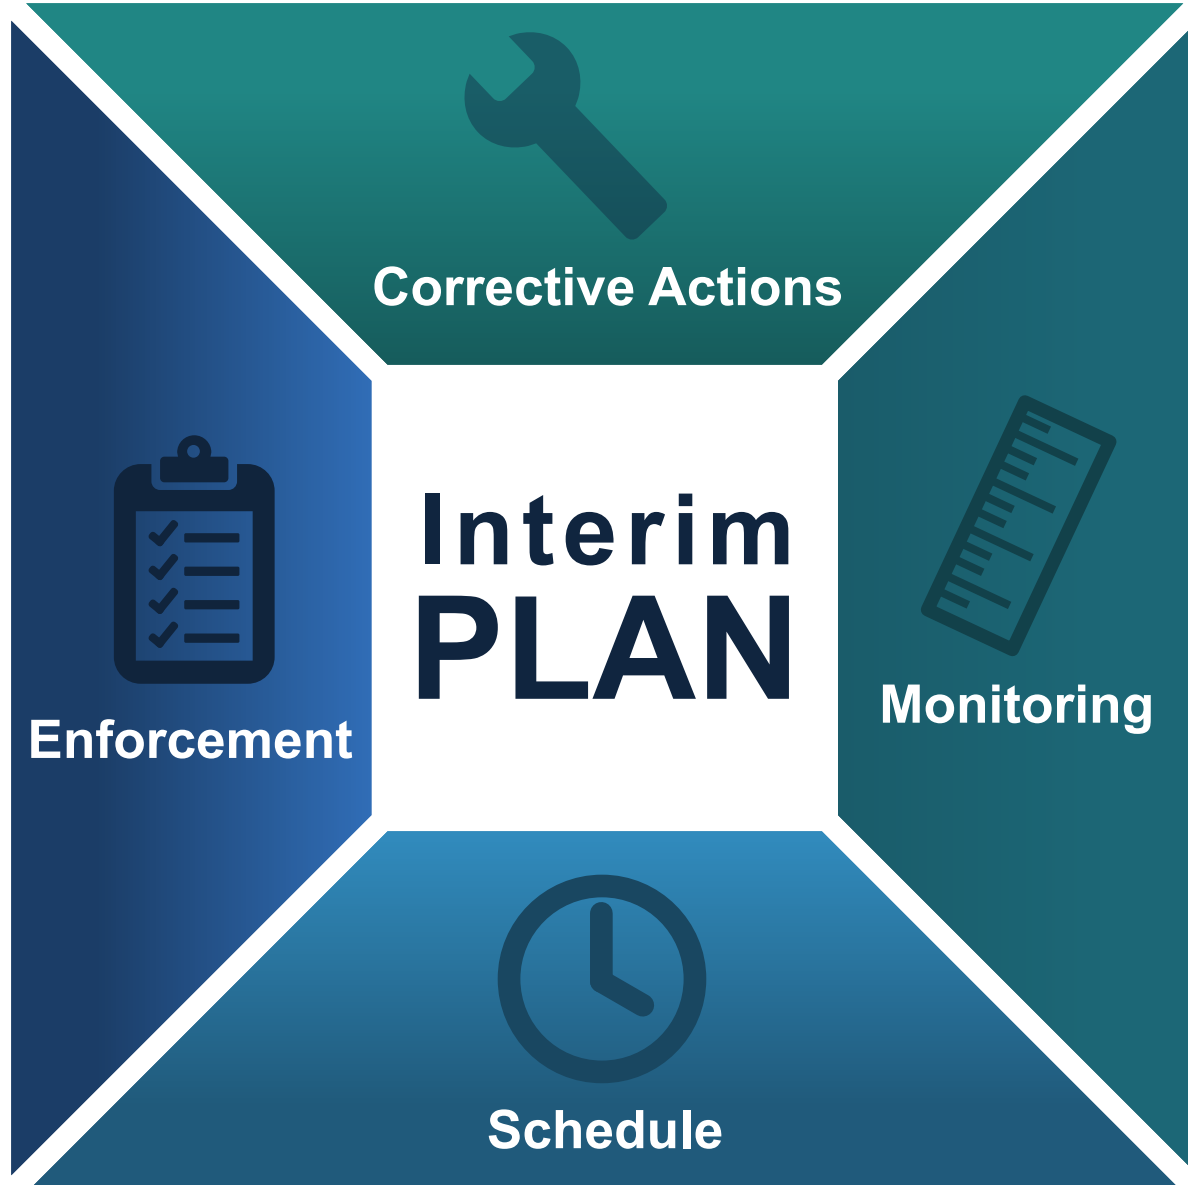 Corrective Actions
Interim
PLAN
Monitoring
Enforcement
Schedule